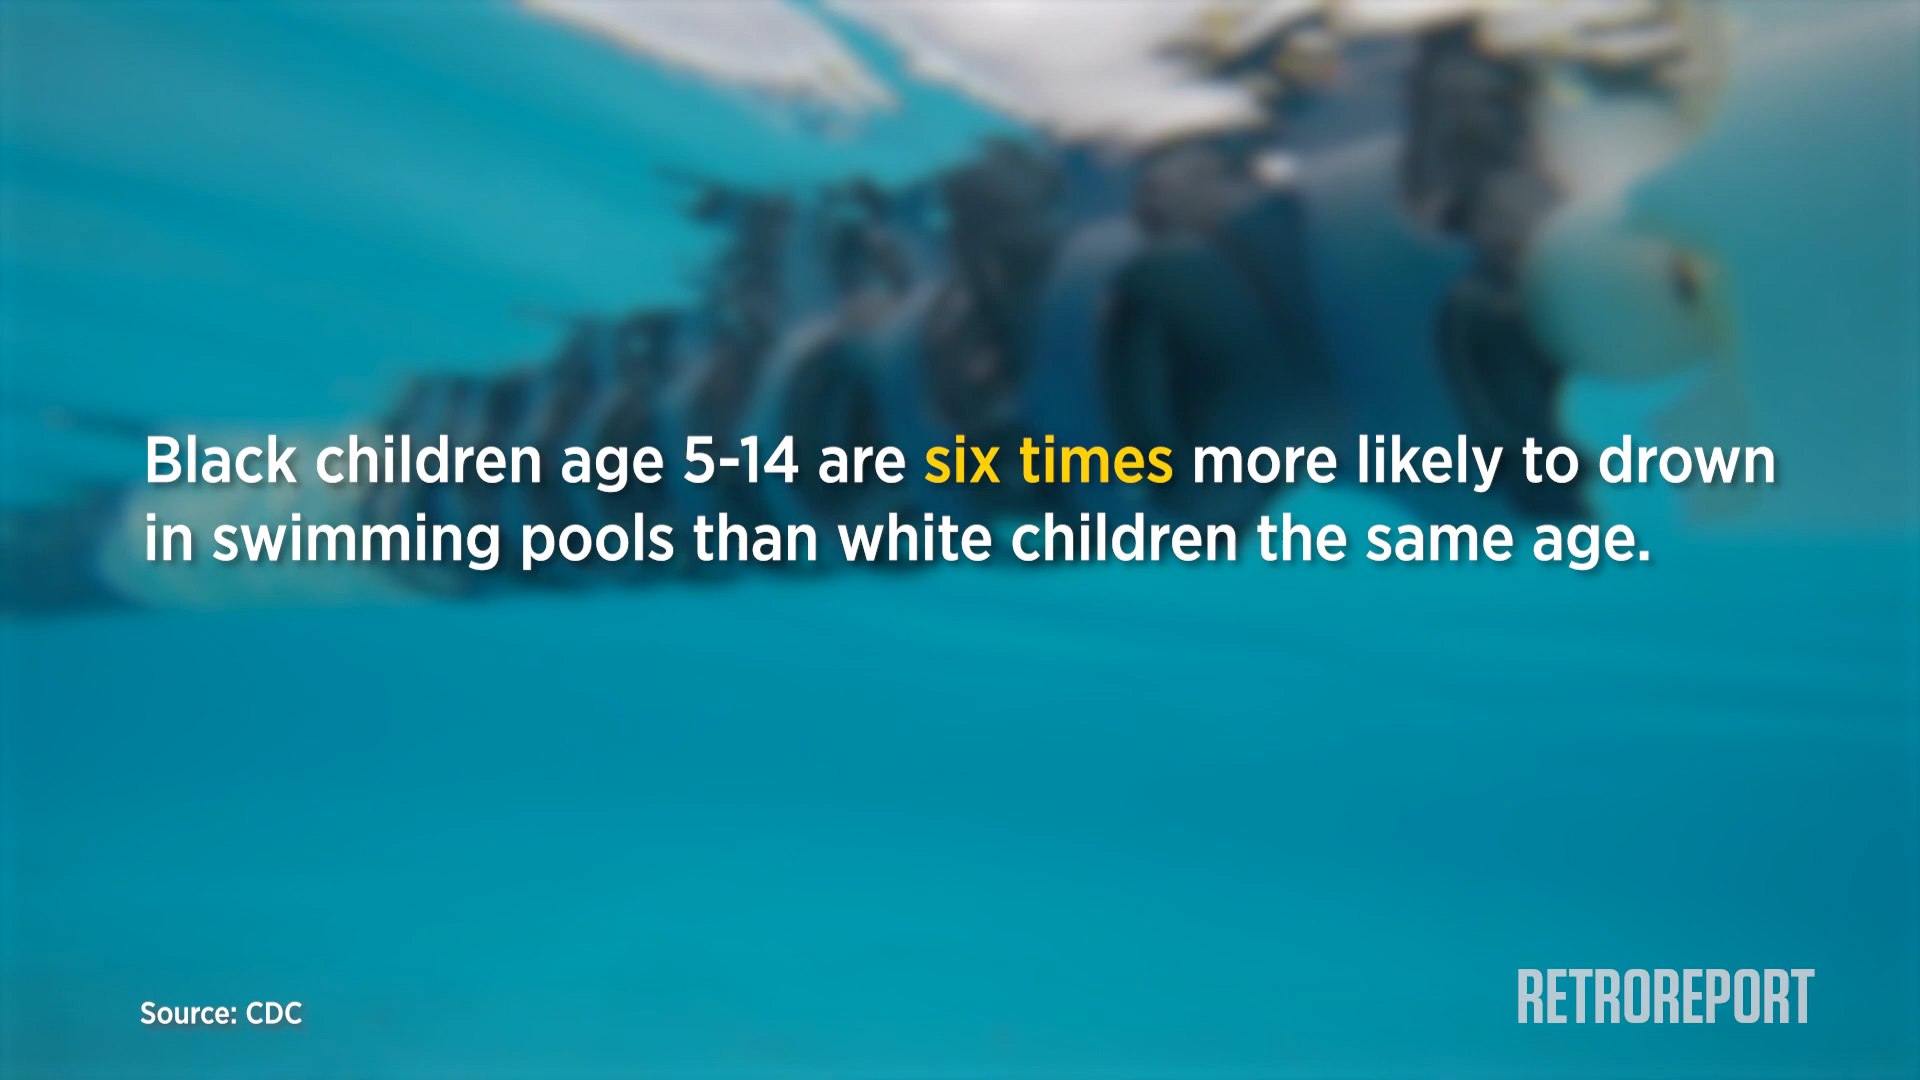 Black children age 5-14 are six times more likely to drown
in swimming pools than white children the same age.
Source: CDC
RETROREPORT